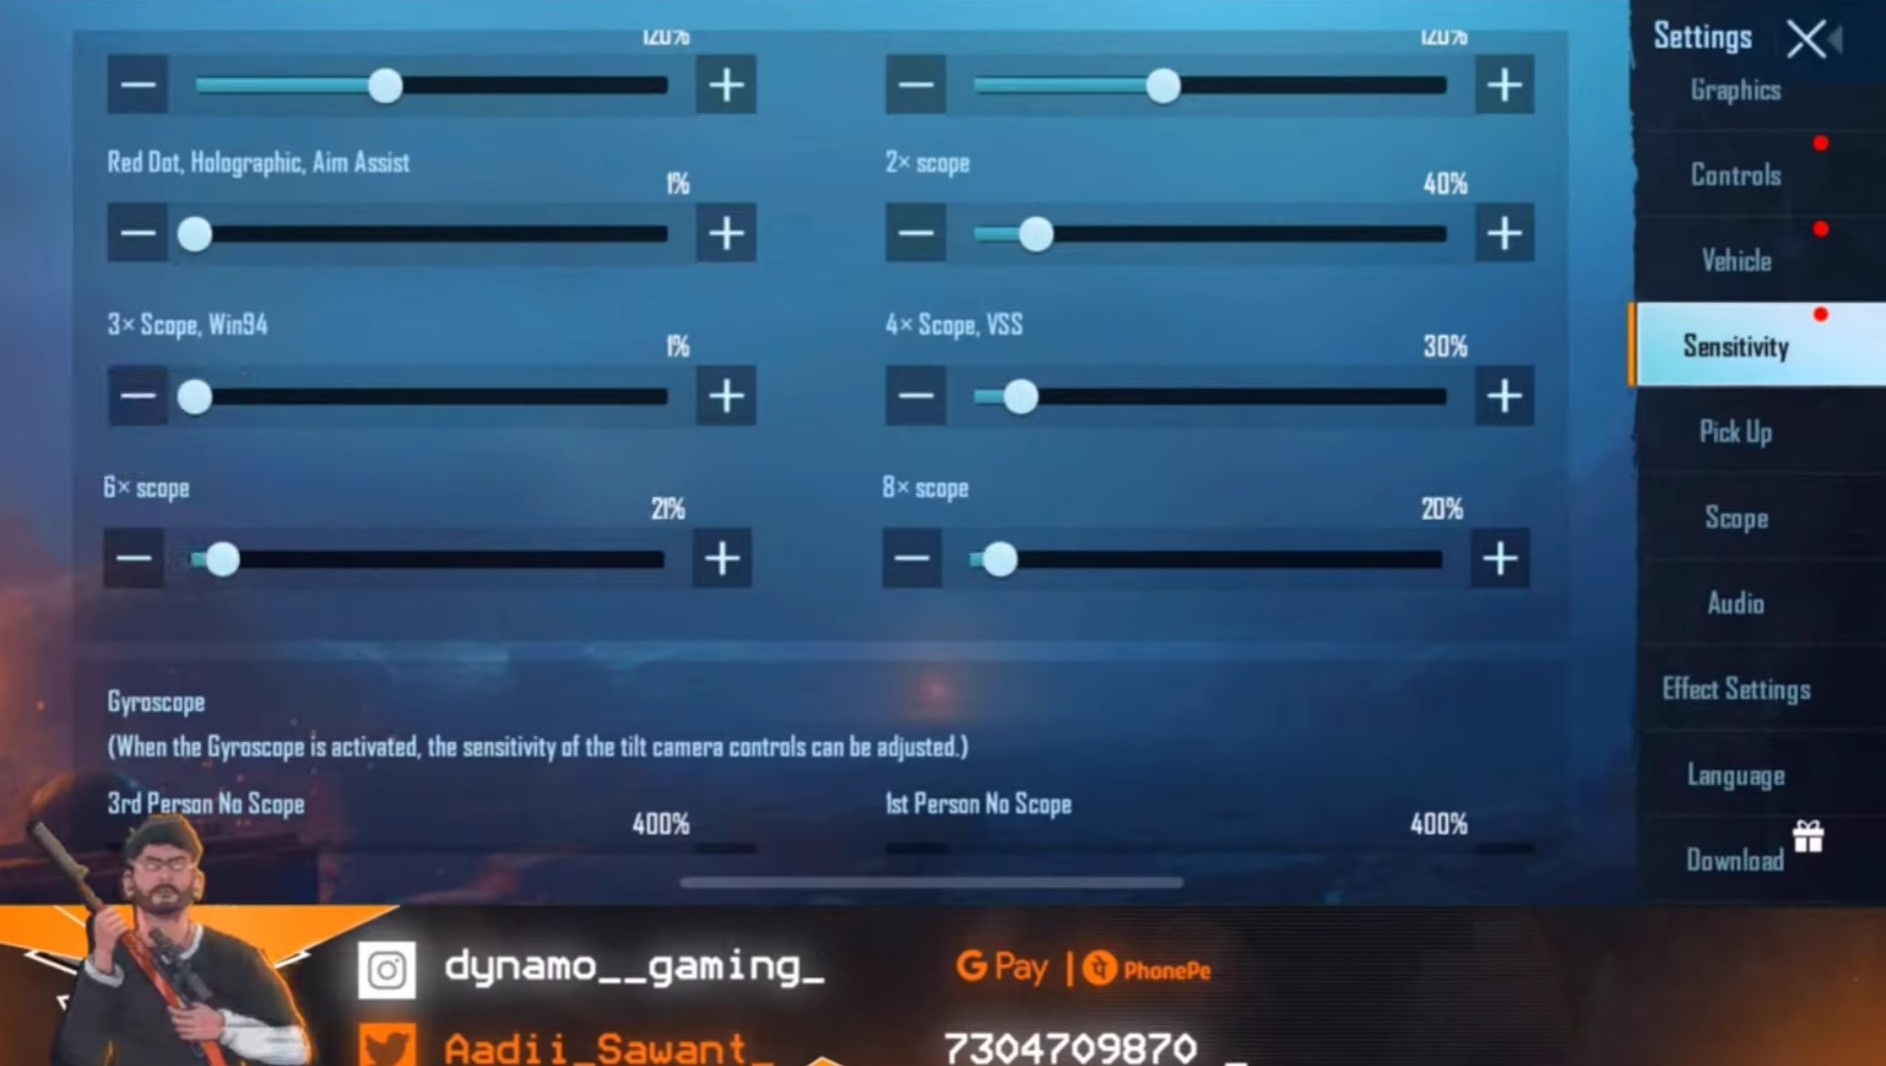 120% 120%
Settings
Graphics
Red Dot, Holographic, Aim Assist 2× scope
1% 40%
Controls
Vehicle
3× Scope, Win94 4× Scope, VSS
1% 30%
Sensitivity
Pick Up
6× scope 8× scope
21% 20%
Scope
Audio
Gyroscope
Effect Settings
(When the Gyroscope is activated, the sensitivity of the tilt camera controls can be adjusted.)
Language
3rd Person No Scope 1st Person No Scope
400% 400%
Download
dynamo__gaming_ G Pay | पे PhonePe
Aadii_Sawant_ 7304709870 _